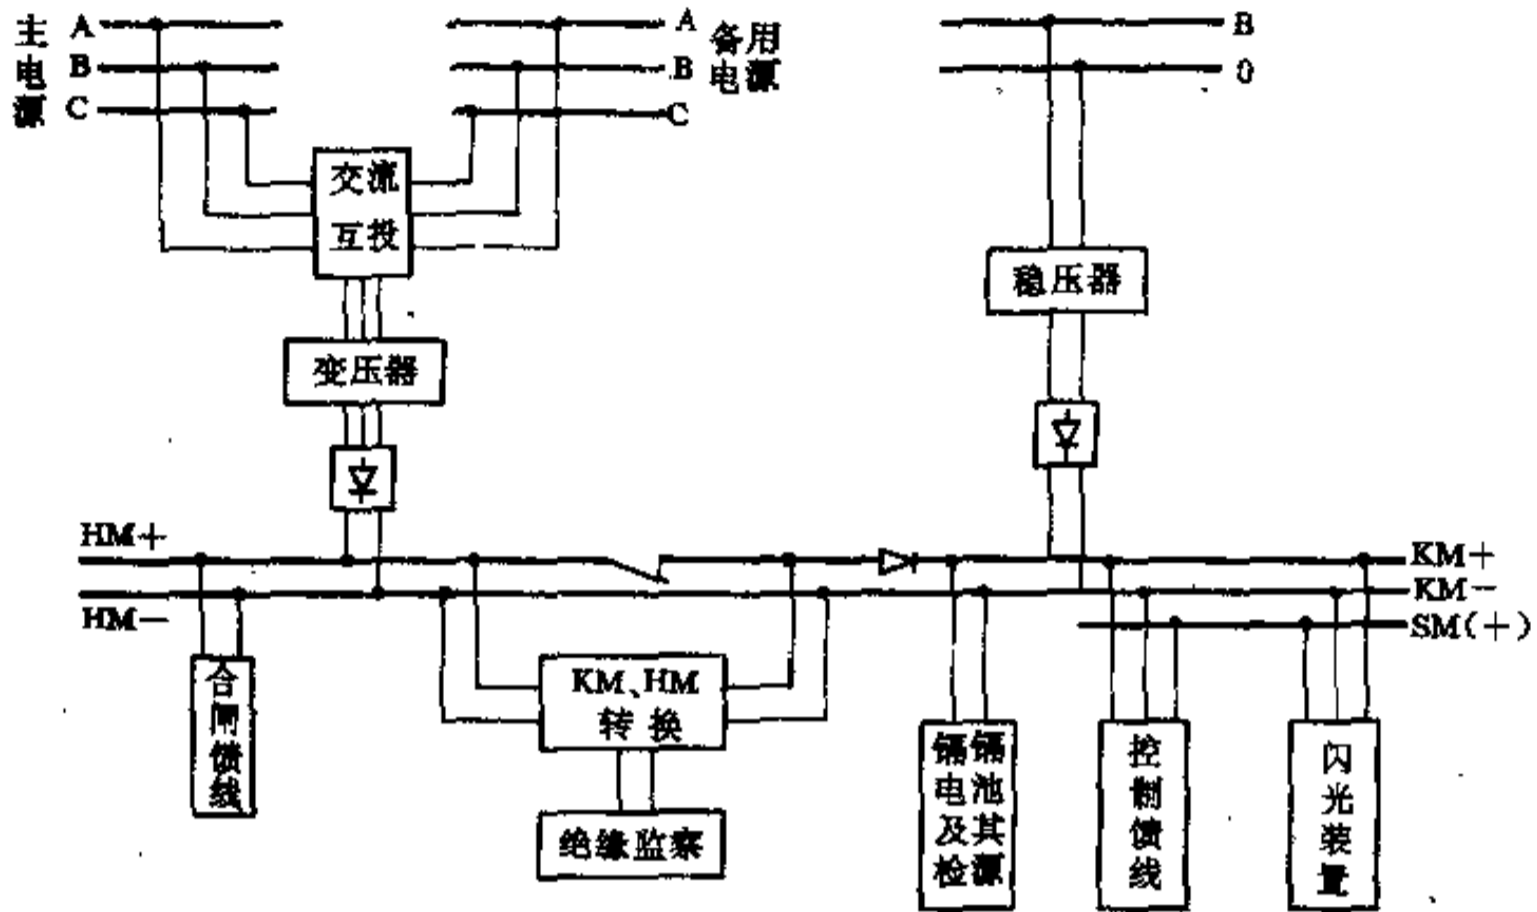 主电源
A
B
C
A
B
C
备用电源
B
0
交流
互投
稳压器
变压器
HM+
HM-
KM+
KM-
SM(+)
合闸馈线
KM、HM
转换
绝缘监察
镉镉
电池
及其
检源
控制馈线
闪光装置